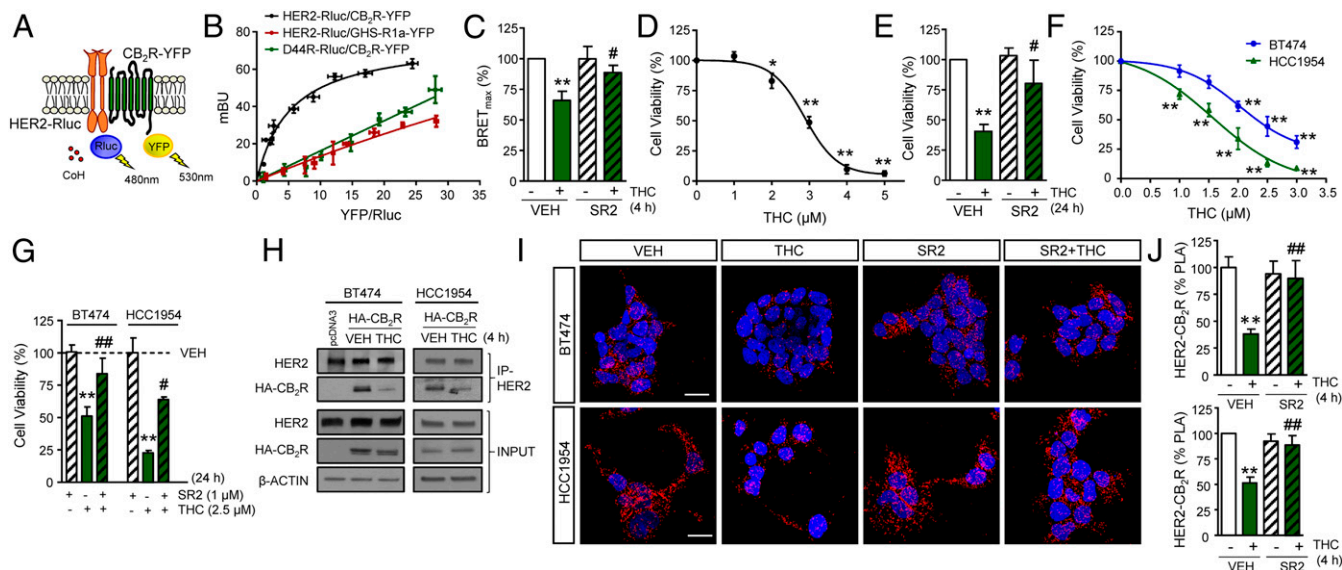 A
CB2R-YFP
HER2-Rluc
Rluc
YFP
CoH
480nm
530nm
B
HER2-Rluc/CB2R-YFP
HER2-Rluc/GHS-R1a-YFP
D44R-Rluc/CB2R-YFP
mBU
60
40
20
0
0 5 10 15 20 25 30 35
YFP/Rluc
C
BRETmax (%)
125
100
75
50
25
0
**
#
- + - + THC
VEH SR2 (4 h)
D
Cell Viability (%)
125
100
75
50
25
0
*
**
**
**
0 1 2 3 4 5
THC (µM)
E
Cell Viability (%)
125
100
75
50
25
0
**
#
- + - + THC
VEH SR2 (24 h)
F
BT474
HCC1954
Cell Viability (%)
125
100
75
50
25
0
** ** ** ** **
** ** **
0.0 0.5 1.0 1.5 2.0 2.5 3.0
THC (µM)
G
BT474 HCC1954
Cell Viability (%)
125
100
75
50
25
0
VEH
**
##
**
#
(24 h)
+ - + + - + SR2 (1 µM)
- + + - + + THC (2.5 µM)
H
BT474 HCC1954
pcDNA3
HA-CB2R HA-CB2R
VEH THC VEH THC (4 h)
HER2
HA-CB2R
IP-HER2
HER2
HA-CB2R
β-ACTIN
INPUT
I
VEH THC SR2 SR2+THC
BT474
HCC1954
J
HER2-CB2R (% PLA)
125
100
75
50
25
0
**
##
- + - + THC
VEH SR2 (4 h)
HER2-CB2R (% PLA)
125
100
75
50
25
0
**
##
- + - + THC
VEH SR2 (4 h)